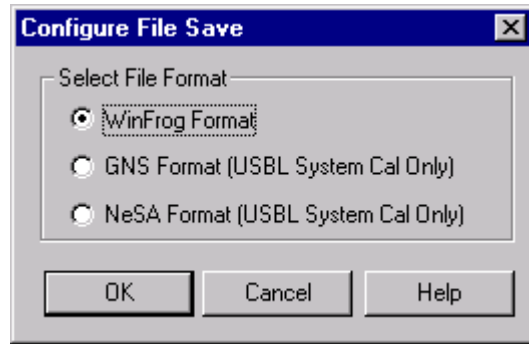 Configure File Save
Select File Format
WinFrog Format
GNS Format (USBL System Cal Only)
NeSA Format (USBL System Cal Only)
OK Cancel Help